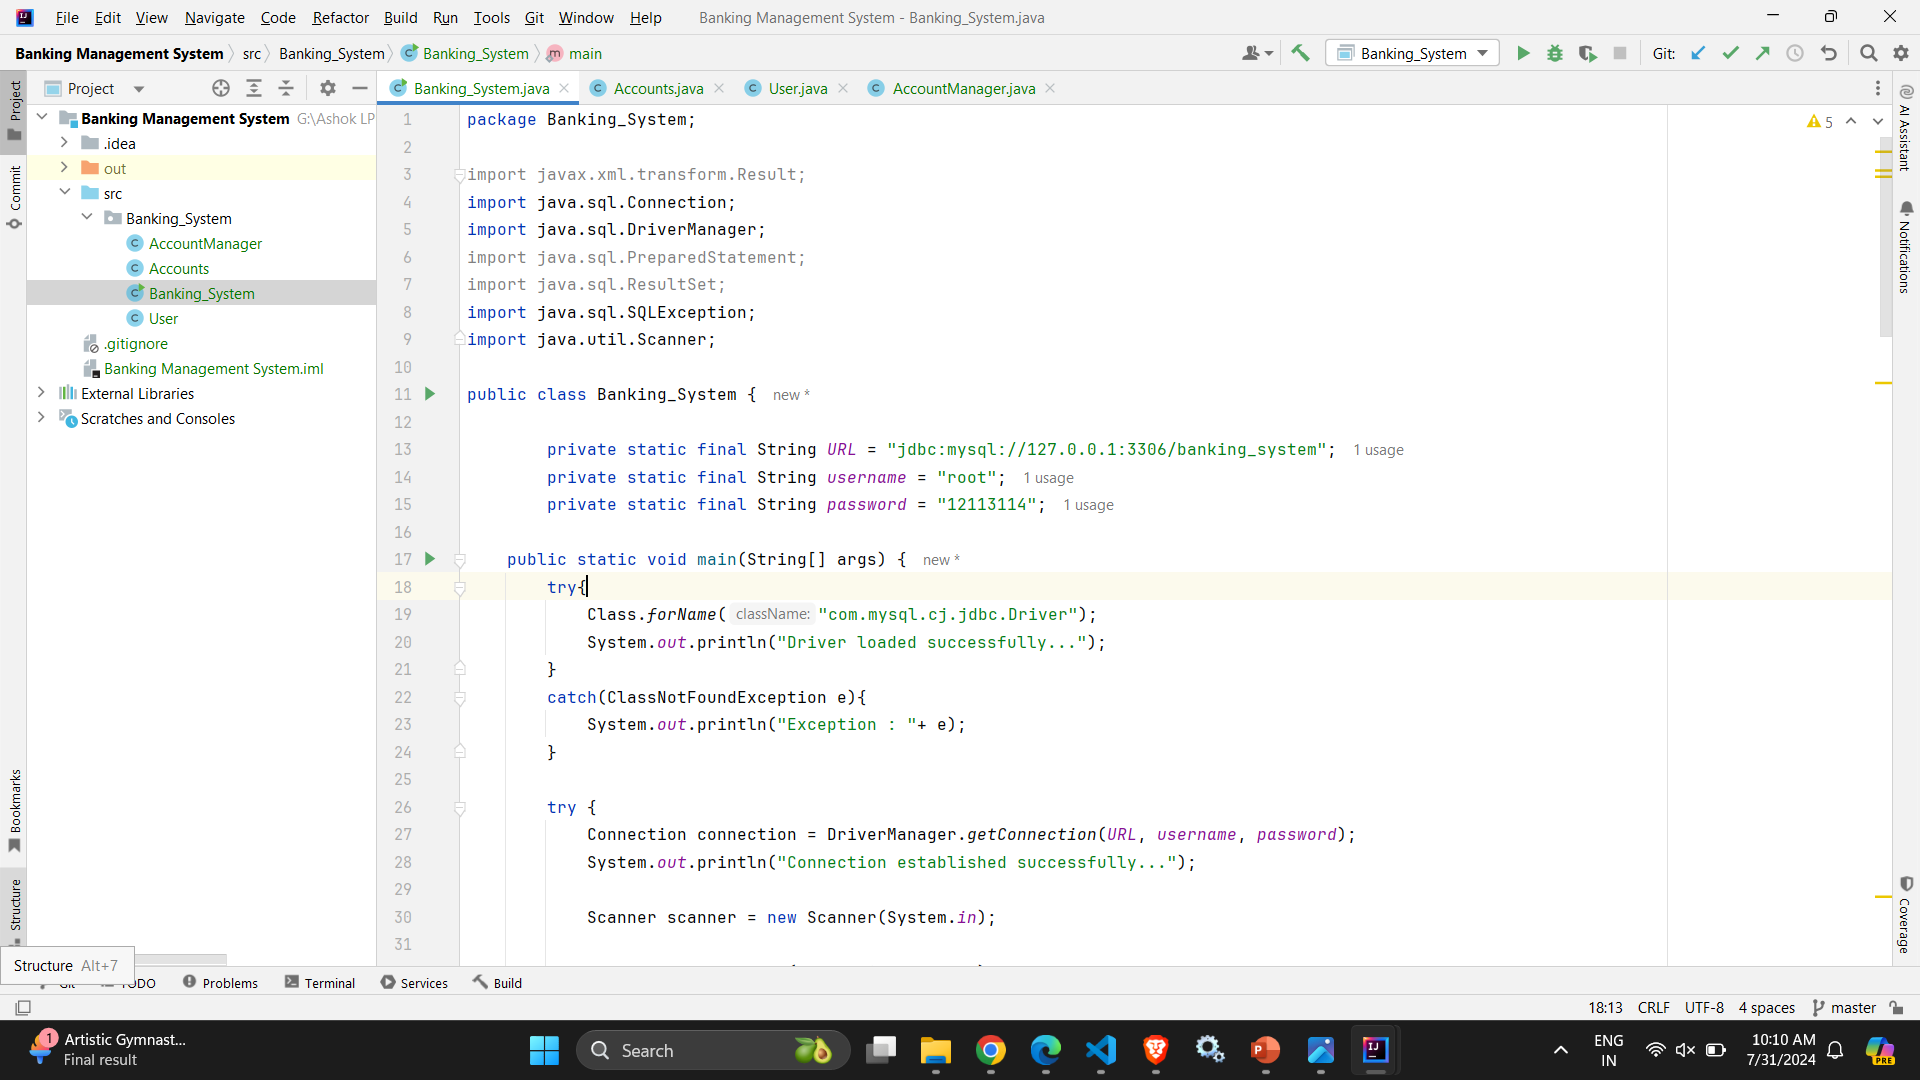 File Edit View Navigate Code Refactor Build Run Tools Git Window Help Banking Management System - Banking_System.java
Banking Management System src Banking_System Banking_System main Banking_System Git:
Project
Banking_System.java Accounts.java User.java AccountManager.java
Project
Commit
Bookmarks
Structure
Banking Management System G:\Ashok LP
.idea
out
src
Banking_System
AccountManager
Accounts
Banking_System
User
.gitignore
Banking Management System.iml
External Libraries
Scratches and Consoles
1 package Banking_System;
2
3 import javax.xml.transform.Result;
4 import java.sql.Connection;
5 import java.sql.DriverManager;
6 import java.sql.PreparedStatement;
7 import java.sql.ResultSet;
8 import java.sql.SQLException;
9 import java.util.Scanner;
10
11 public class Banking_System { new *
12
13 private static final String URL = "jdbc:mysql://127.0.0.1:3306/banking_system"; 1 usage
14 private static final String username = "root"; 1 usage
15 private static final String password = "12113114"; 1 usage
16
17 public static void main(String[] args) { new *
18 try{
19 Class.forName( className: "com.mysql.cj.jdbc.Driver");
20 System.out.println("Driver loaded successfully...");
21 }
22 catch(ClassNotFoundException e){
23 System.out.println("Exception : "+ e);
24 }
25
26 try {
27 Connection connection = DriverManager.getConnection(URL, username, password);
28 System.out.println("Connection established successfully...");
29
30 Scanner scanner = new Scanner(System.in);
31
5
AI Assistant
Notifications
Coverage
Structure Alt+7
Problems Terminal Services Build
18:13 CRLF UTF-8 4 spaces master
1
Artistic Gymnast...
Final result
Search
ENG
IN
10:10 AM
7/31/2024
PRE